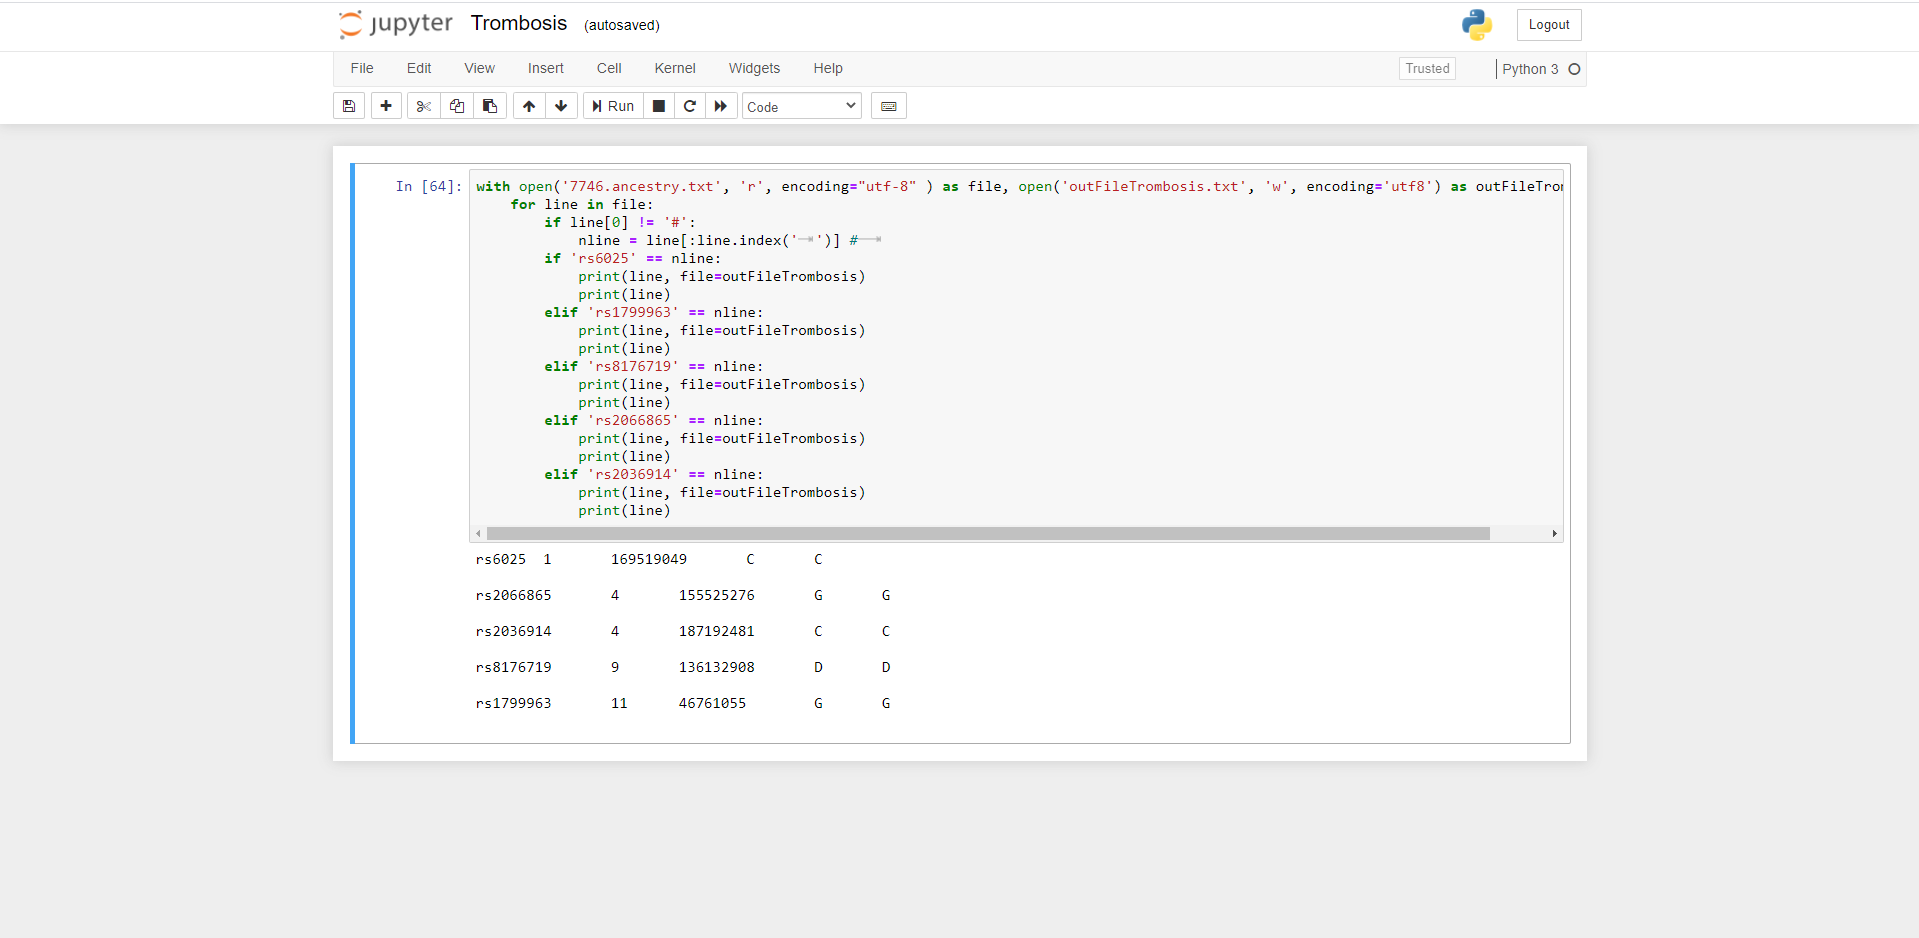 jupyter Trombosis (autosaved) Logout
File Edit View Insert Cell Kernel Widgets Help Trusted Python 3
Run Code
In [64]: with open('7746.ancestry.txt', 'r', encoding="utf-8" ) as file, open('outFileTrombosis.txt', 'w', encoding='utf8') as outFileTro
for line in file:
if line[0] != '#':
nline = line[:line.index('⇥')] #⇥
if 'rs6025' == nline:
print(line, file=outFileTrombosis)
print(line)
elif 'rs1799963' == nline:
print(line, file=outFileTrombosis)
print(line)
elif 'rs8176719' == nline:
print(line, file=outFileTrombosis)
print(line)
elif 'rs2066865' == nline:
print(line, file=outFileTrombosis)
print(line)
elif 'rs2036914' == nline:
print(line, file=outFileTrombosis)
print(line)
rs6025 1 169519049 C C
rs2066865 4 155525276 G G
rs2036914 4 187192481 C C
rs8176719 9 136132908 D D
rs1799963 11 46761055 G G